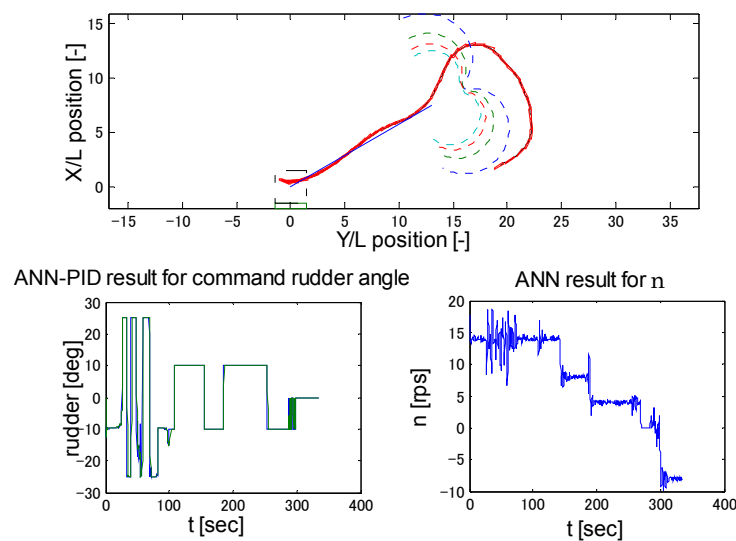 15
10
5
0
X/L position [-]
−15 −10 −5 0 5 10 15 20 25 30 35
Y/L position [-]
ANN-PID result for command rudder angle
30
20
10
0
−10
−20
−30
rudder [deg]
0 100 200 300 400
t [sec]
ANN result for n
20
15
10
5
0
−5
−10
n [rps]
0 100 200 300 400
t [sec]